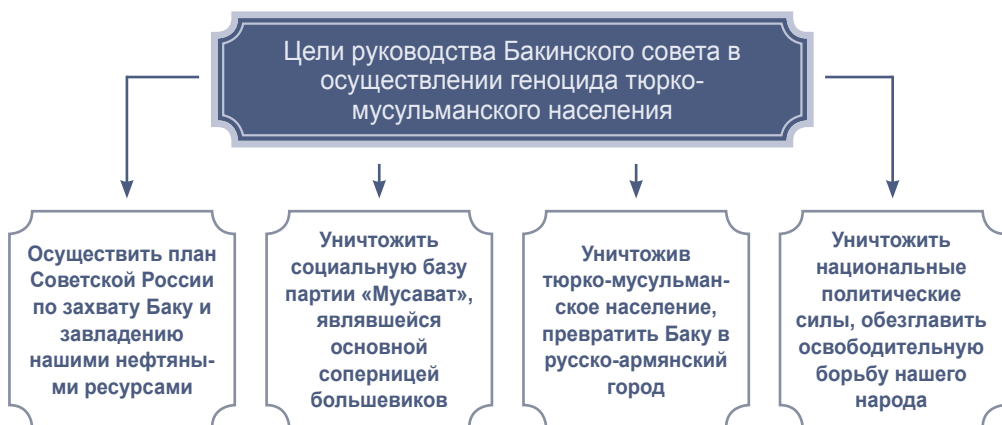 Цели руководства Бакинского совета в
осуществлении геноцида тюрко-
мусульманского населения
Осуществить план
Советской России
по захвату Баку и
завладению
нашими нефтяны-
ми ресурсами
Уничтожить
социальную базу
партии «Мусават»,
являвшейся
основной
соперницей
большевиков
Уничтожив
тюрко-мусульман-
ское население,
превратить Баку в
русско-армянский
город
Уничтожить
национальные
политические
силы, обезглавить
освободительную
борьбу нашего
народа